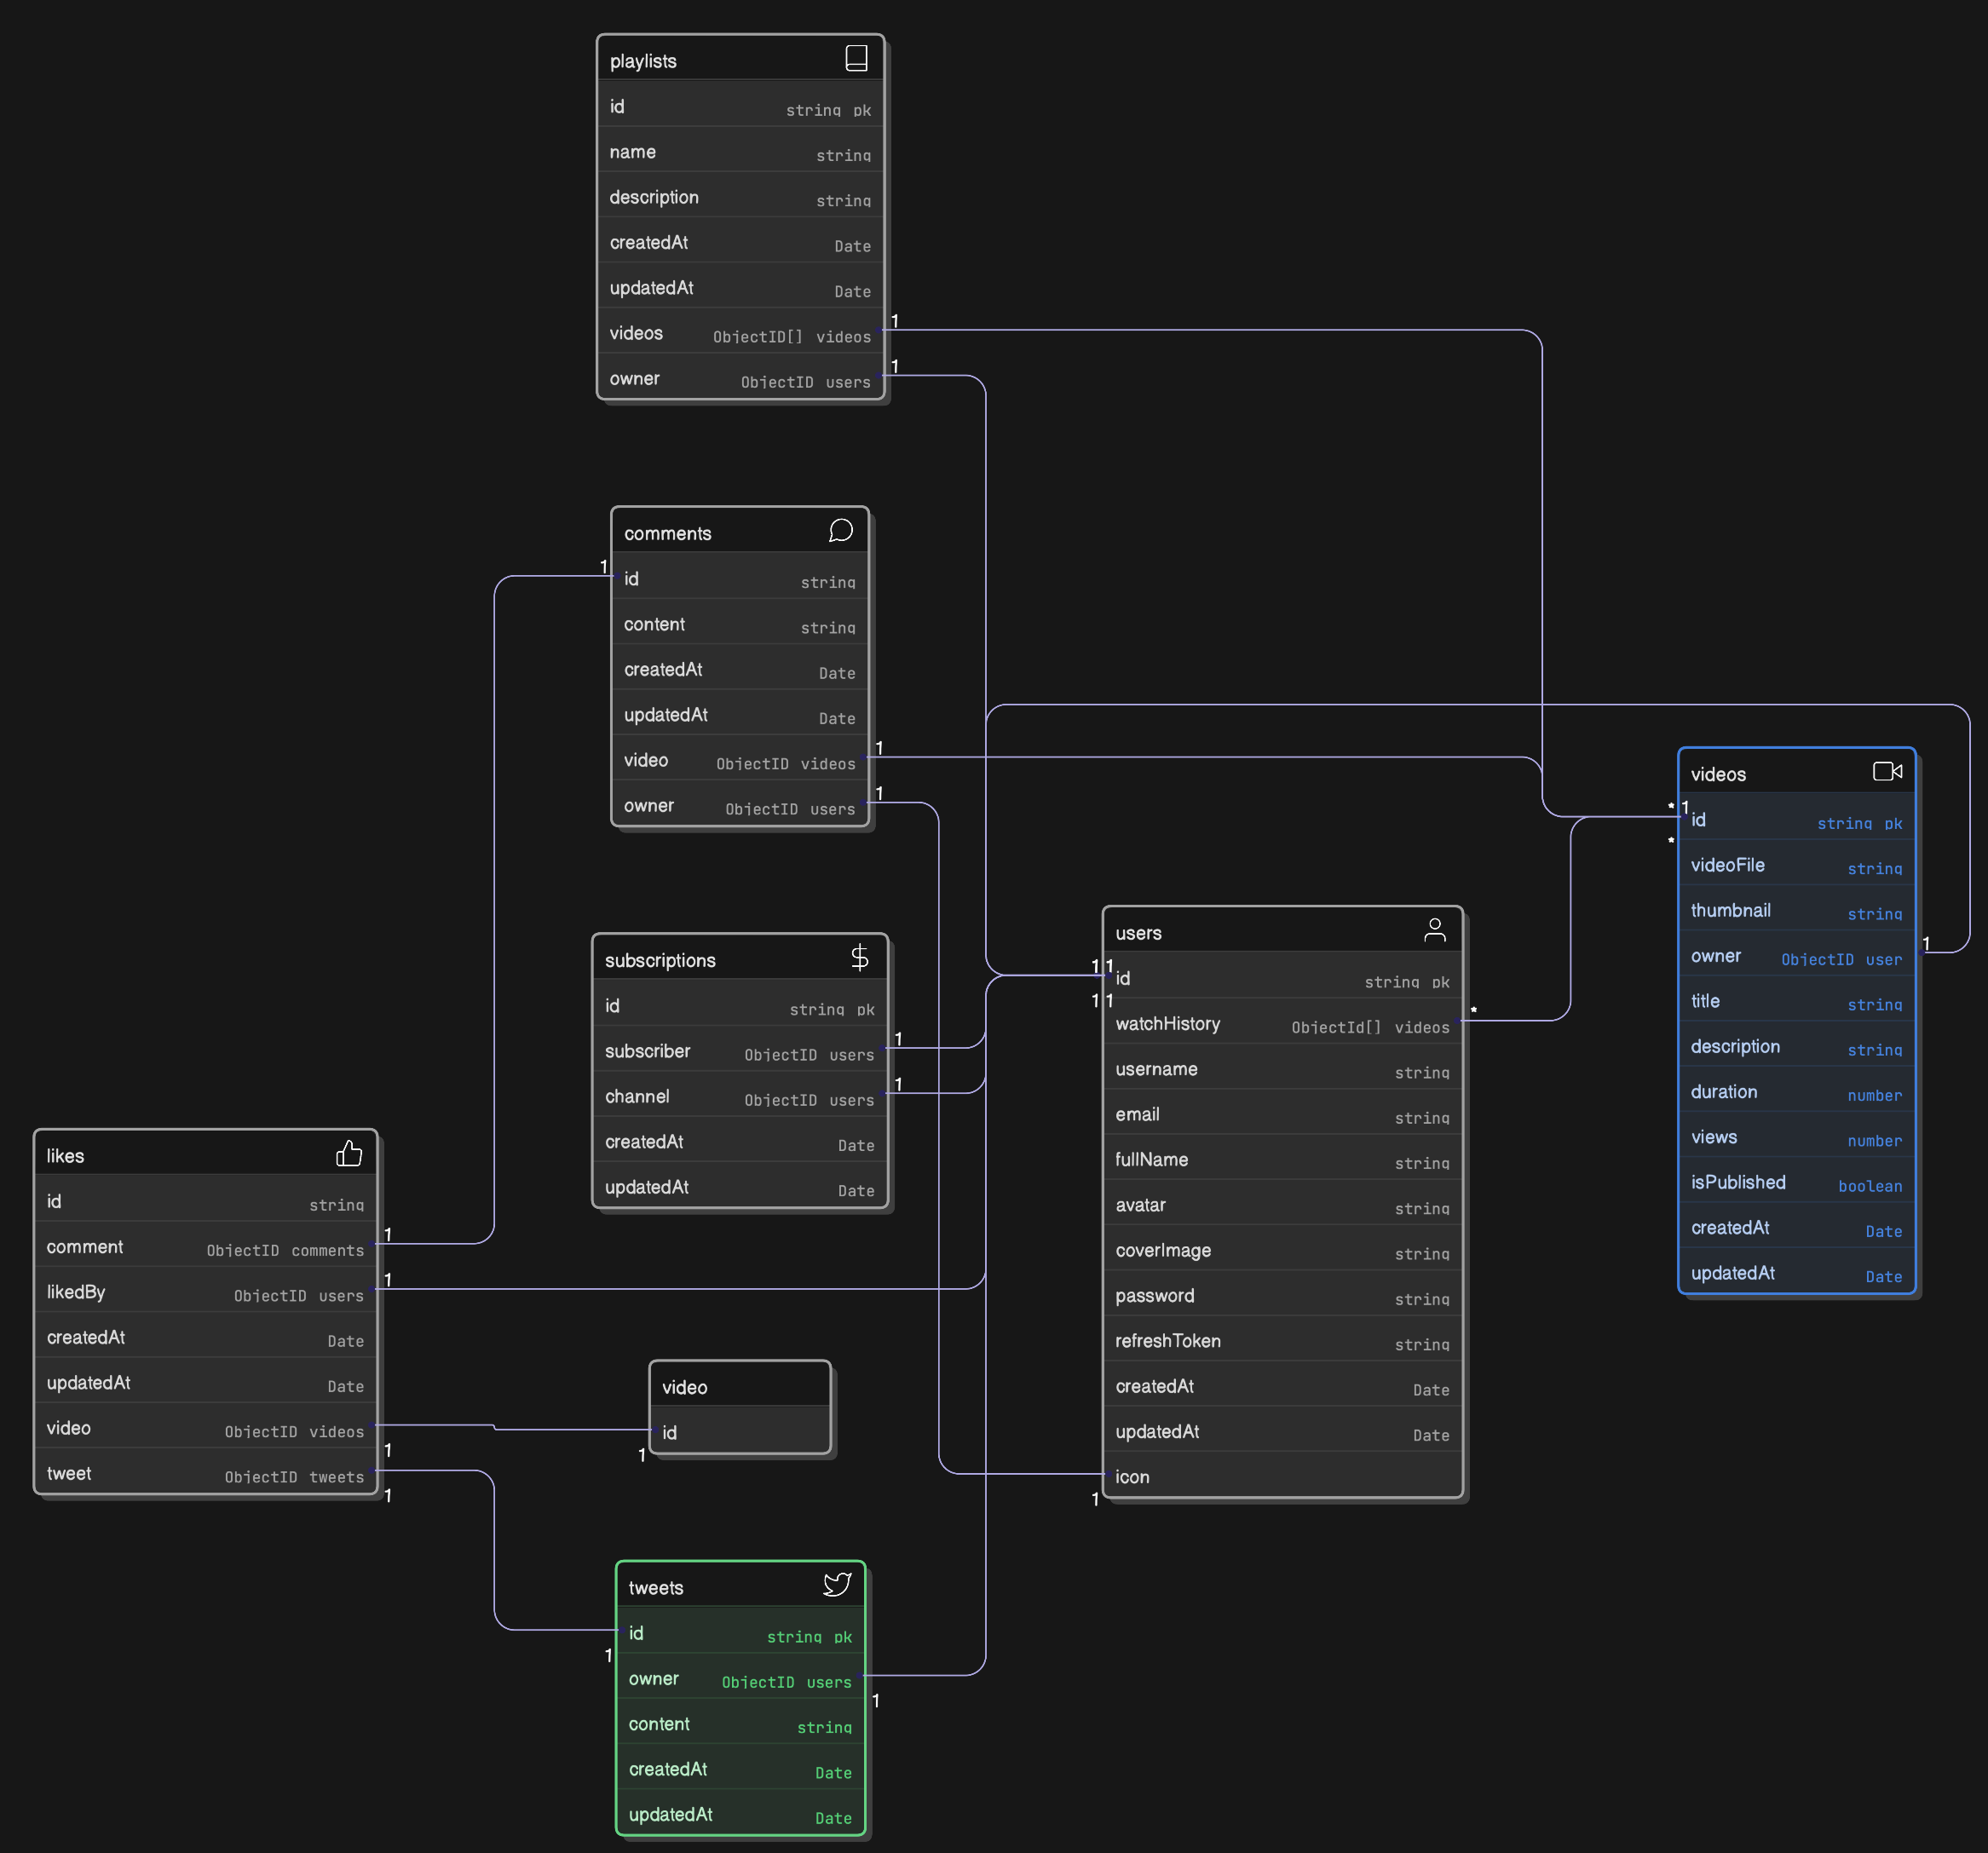 playlists
id string pk
name string
description string
createdAt Date
updatedAt Date
videos ObjectID[] videos
1
owner ObjectID users
1
comments
1
id string
content string
createdAt Date
updatedAt Date
video ObjectID videos
1
owner ObjectID users
1
subscriptions
id string pk
subscriber ObjectID users
1
channel ObjectID users
1
createdAt Date
updatedAt Date
likes
id string
comment ObjectID comments
1
likedBy ObjectID users
1
createdAt Date
updatedAt Date
video ObjectID videos
1
tweet ObjectID tweets
1
video
id
1
tweets
id string pk
1
owner ObjectID users
1
content string
createdAt Date
updatedAt Date
users
1 1
id string pk
1 1
watchHistory ObjectId[] videos
*
username string
email string
fullName string
avatar string
coverImage string
password string
refreshToken string
createdAt Date
updatedAt Date
icon
1
videos
* 1
id string pk
*
videoFile string
thumbnail string
owner ObjectID user
1
title string
description string
duration number
views number
isPublished boolean
createdAt Date
updatedAt Date